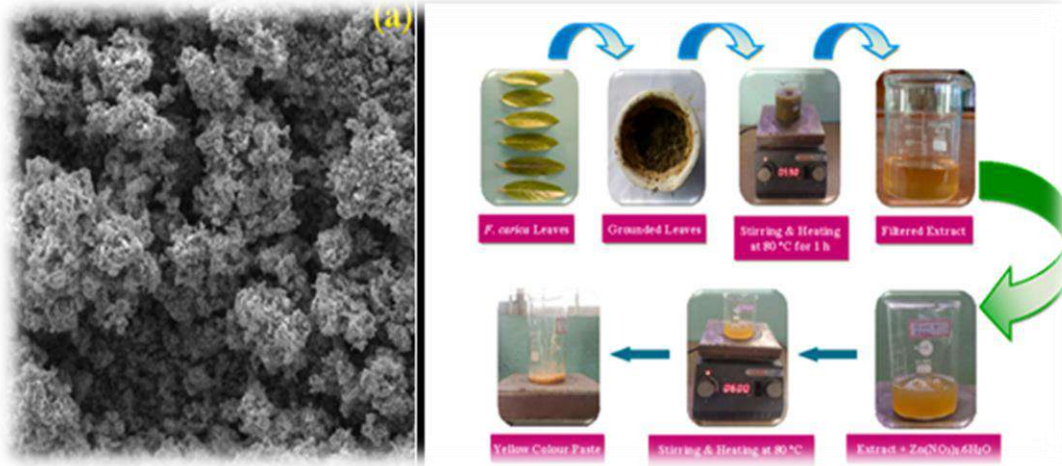 (a)
F. carica Leaves
Grounded Leaves
Stirring & Heating
at 80 °C for 1 h
Filtered Extract
Yellow Colour Paste
Stirring & Heating at 80 °C
Extract + Zn(NO₃)₂.6H₂O